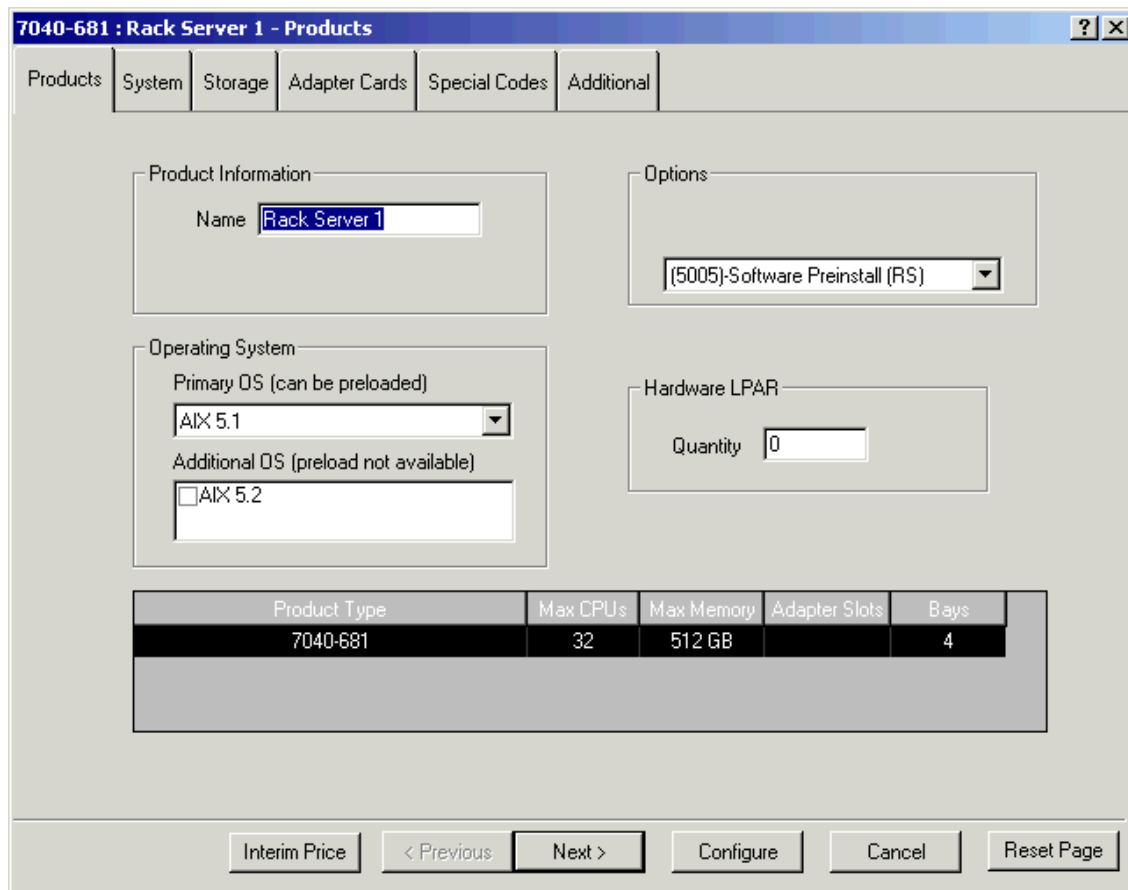 7040-681 : Rack Server 1 - Products
Products System Storage Adapter Cards Special Codes Additional
Product Information
Name Rack Server 1
Options
(5005)-Software Preinstall (RS)
Operating System
Primary OS (can be preloaded)
AIX 5.1
Additional OS (preload not available)
AIX 5.2
Hardware LPAR
Quantity 0
Product Type Max CPUs Max Memory Adapter Slots Bays
7040-681 32 512 GB 4
Interim Price < Previous Next > Configure Cancel Reset Page